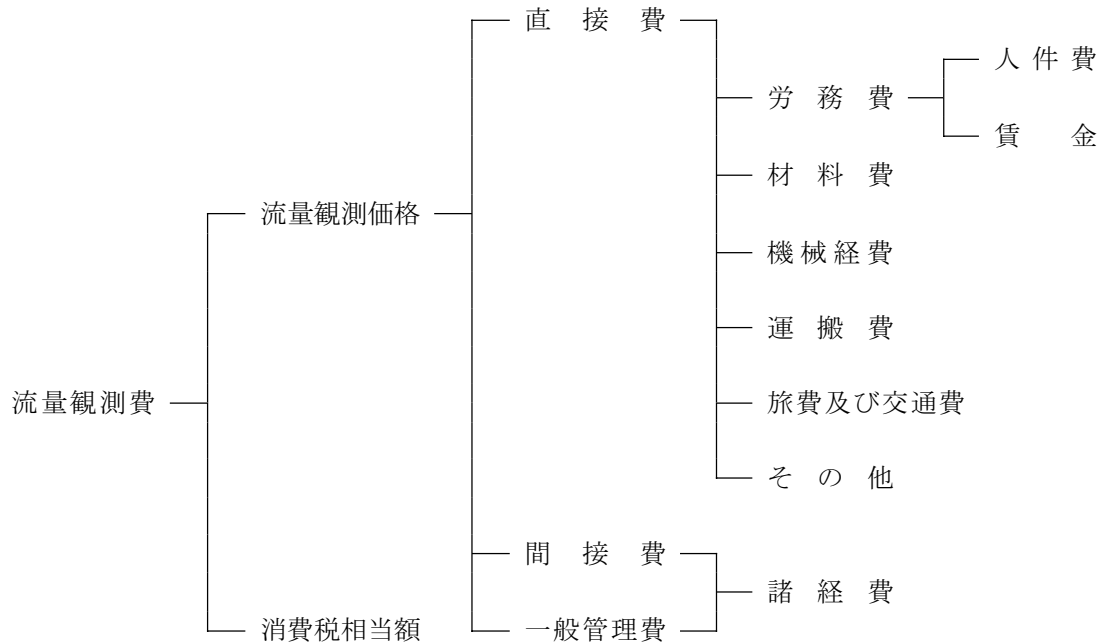 直接費
人件費
労務費
賃金
材料費
流量観測価格
機械経費
運搬費
流量観測費
旅費及び交通費
その他
間接費
諸経費
消費税相当額
一般管理費